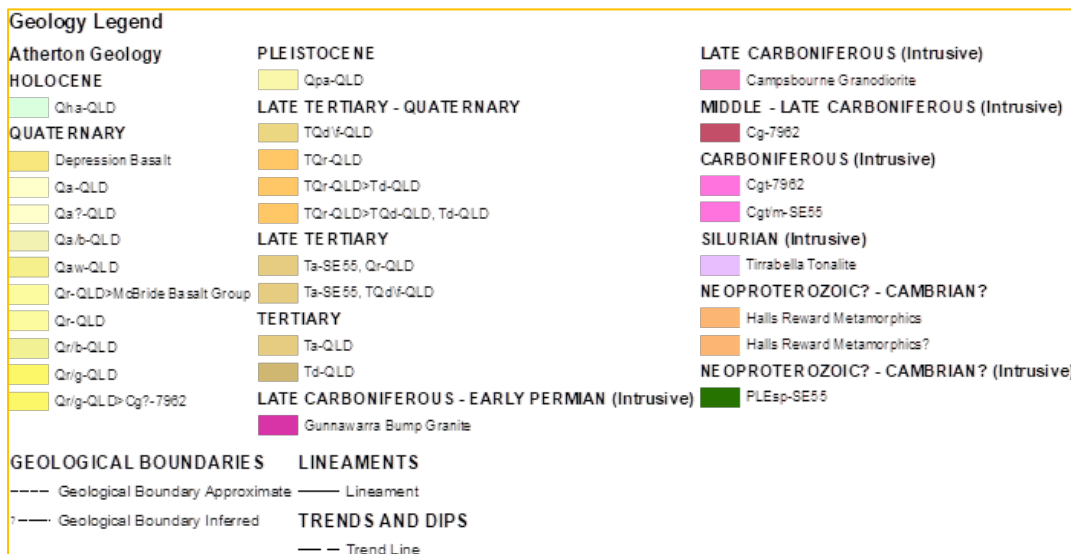 Geology Legend
Atherton Geology
HOLOCENE
Qha-QLD
QUATERNARY
Depression Basalt
Qa-QLD
Qa?-QLD
Qa/b-QLD
Qaw-QLD
Qr-QLD>McBride Basalt Group
Qr-QLD
Qr/b-QLD
Qr/g-QLD
Qr/g-QLD>Cg?-7962
PLEISTOCENE
Qpa-QLD
LATE TERTIARY - QUATERNARY
TQd\f-QLD
TQr-QLD
TQr-QLD>Td-QLD
TQr-QLD>TQd-QLD, Td-QLD
LATE TERTIARY
Ta-SE55, Qr-QLD
Ta-SE55, TQd\f-QLD
TERTIARY
Ta-QLD
Td-QLD
LATE CARBONIFEROUS - EARLY PERMIAN (Intrusive)
Gunnawarra Bump Granite
LATE CARBONIFEROUS (Intrusive)
Campsbourne Granodiorite
MIDDLE - LATE CARBONIFEROUS (Intrusive)
Cg-7962
CARBONIFEROUS (Intrusive)
Cgt-7962
Cgt/m-SE55
SILURIAN (Intrusive)
Tirrabella Tonalite
NEOPROTEROZOIC? - CAMBRIAN?
Halls Reward Metamorphics
Halls Reward Metamorphics?
NEOPROTEROZOIC? - CAMBRIAN? (Intrusive)
PLEsp-SE55
GEOLOGICAL BOUNDARIES
Geological Boundary Approximate
? Geological Boundary Inferred
LINEAMENTS
Lineament
TRENDS AND DIPS
Trend Line